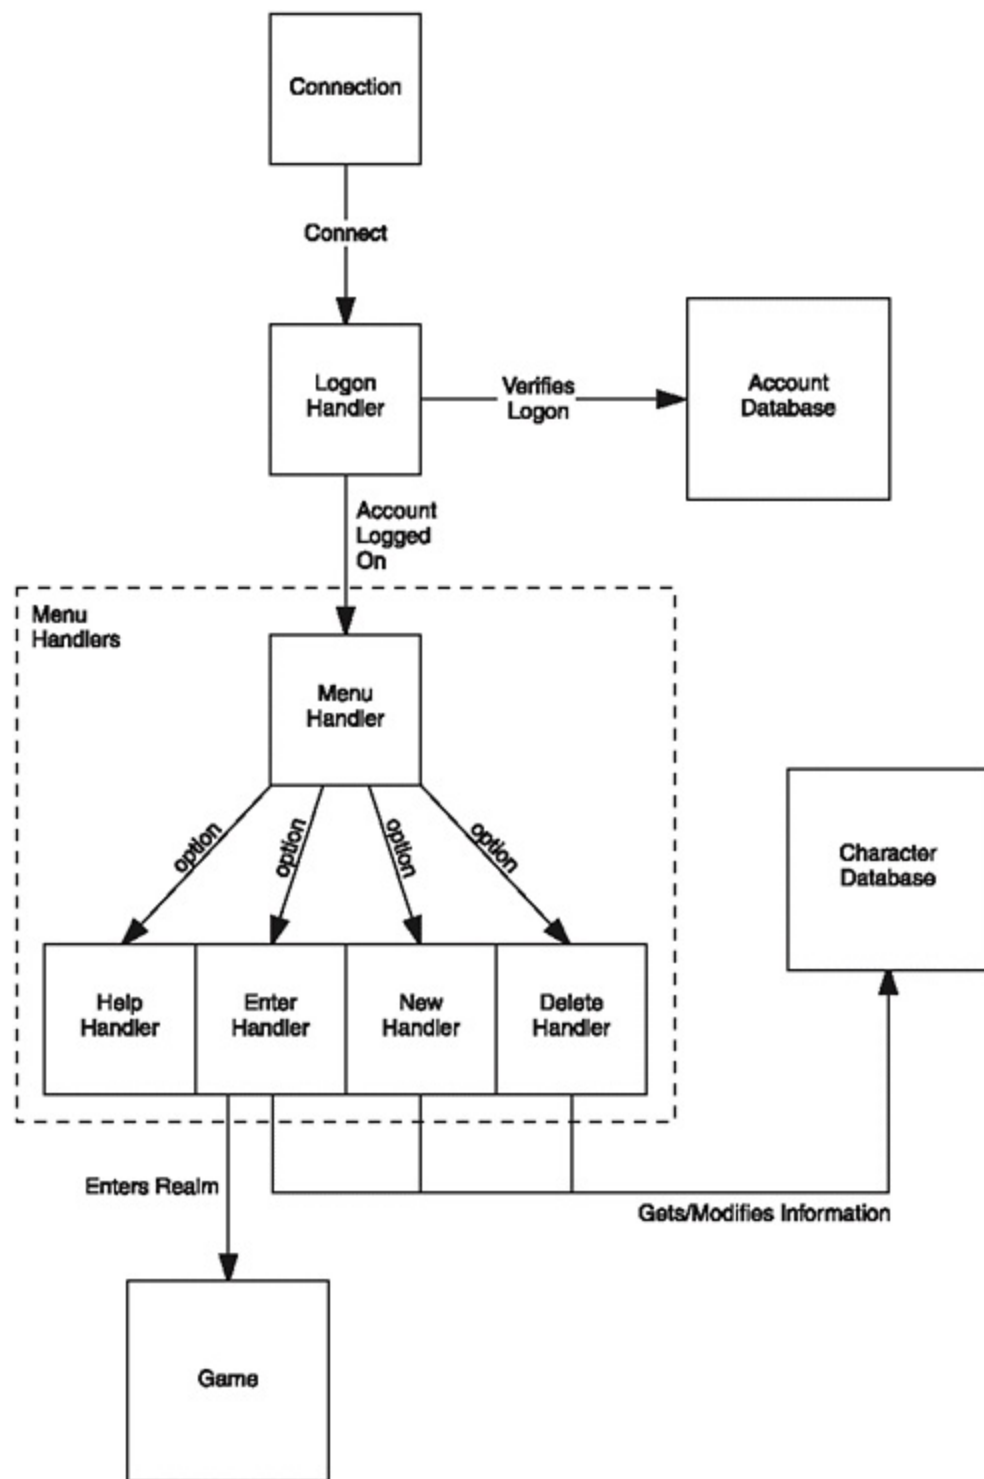 Connection
Connect
Logon
Handler
Verifies
Logon
Account
Database
Account
Logged
On
Menu
Handlers
Menu
Handler
option
option
option
option
Character
Database
Help
Handler
Enter
Handler
New
Handler
Delete
Handler
Enters Realm
Gets/Modifies Information
Game